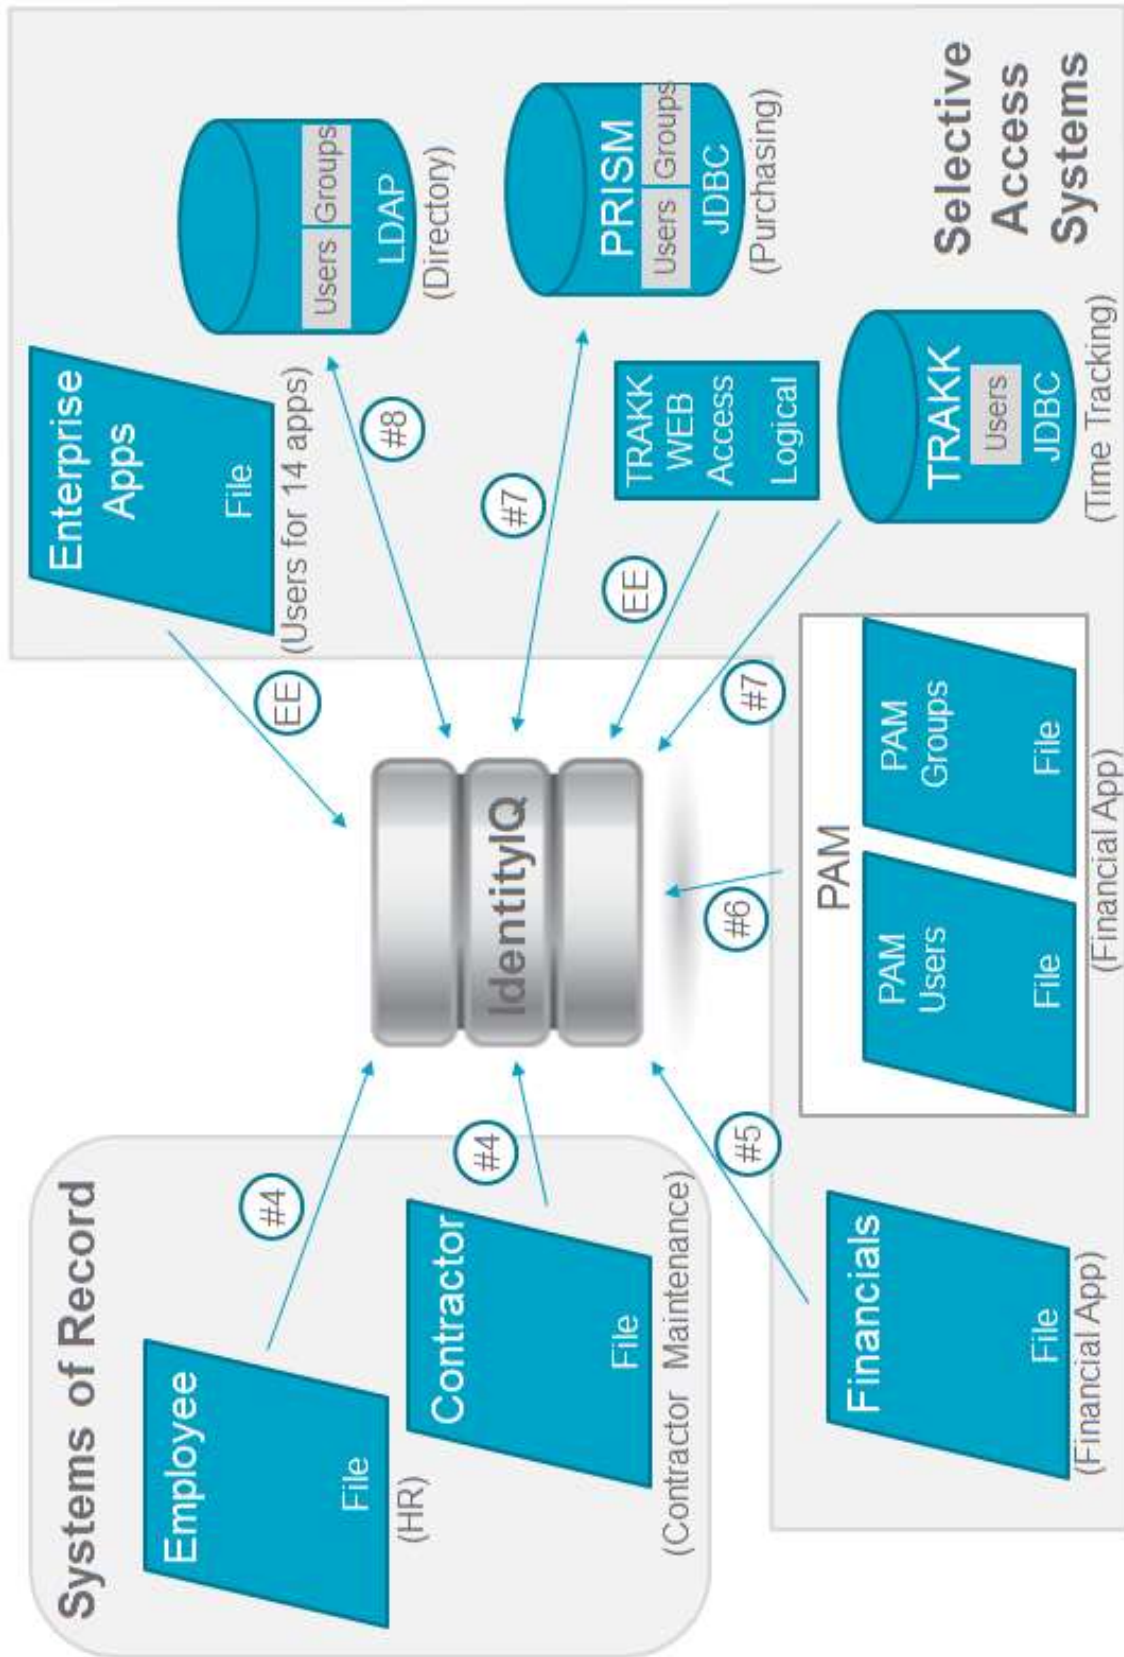 Systems of Record
Employee
File
(HR)
#4
Contractor
File
(Contractor Maintenance)
#4
IdentityIQ
Enterprise
Apps
File
(Users for 14 apps)
EE
Users
Groups
LDAP
(Directory)
#8
PRISM
Users
Groups
JDBC
(Purchasing)
#7
TRAKK
WEB
Access
Logical
EE
TRAKK
Users
JDBC
(Time Tracking)
#7
Financials
File
(Financial App)
#5
PAM
PAM
Users
File
PAM
Groups
File
(Financial App)
#6
Selective
Access
Systems